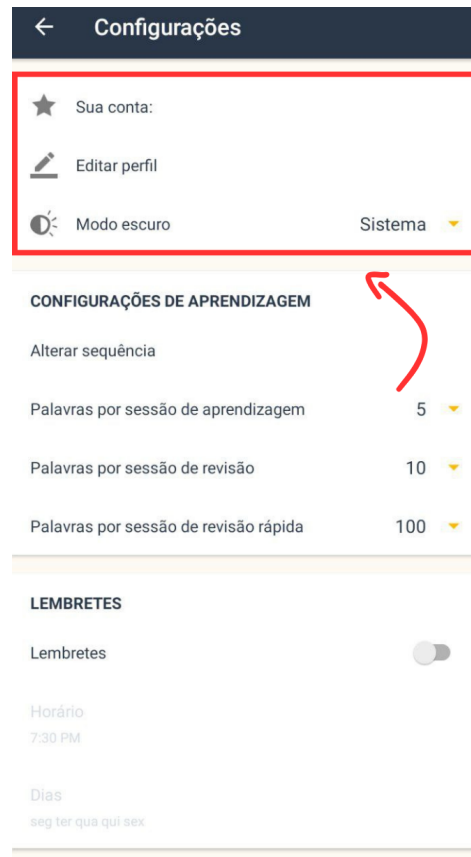 Configurações
Sua conta:
Editar perfil
Modo escuro Sistema
CONFIGURAÇÕES DE APRENDIZAGEM
Alterar sequência
Palavras por sessão de aprendizagem 5
Palavras por sessão de revisão 10
Palavras por sessão de revisão rápida 100
LEMBRETES
Lembretes
Horário
7:30 PM
Dias
seg ter qua qui sex